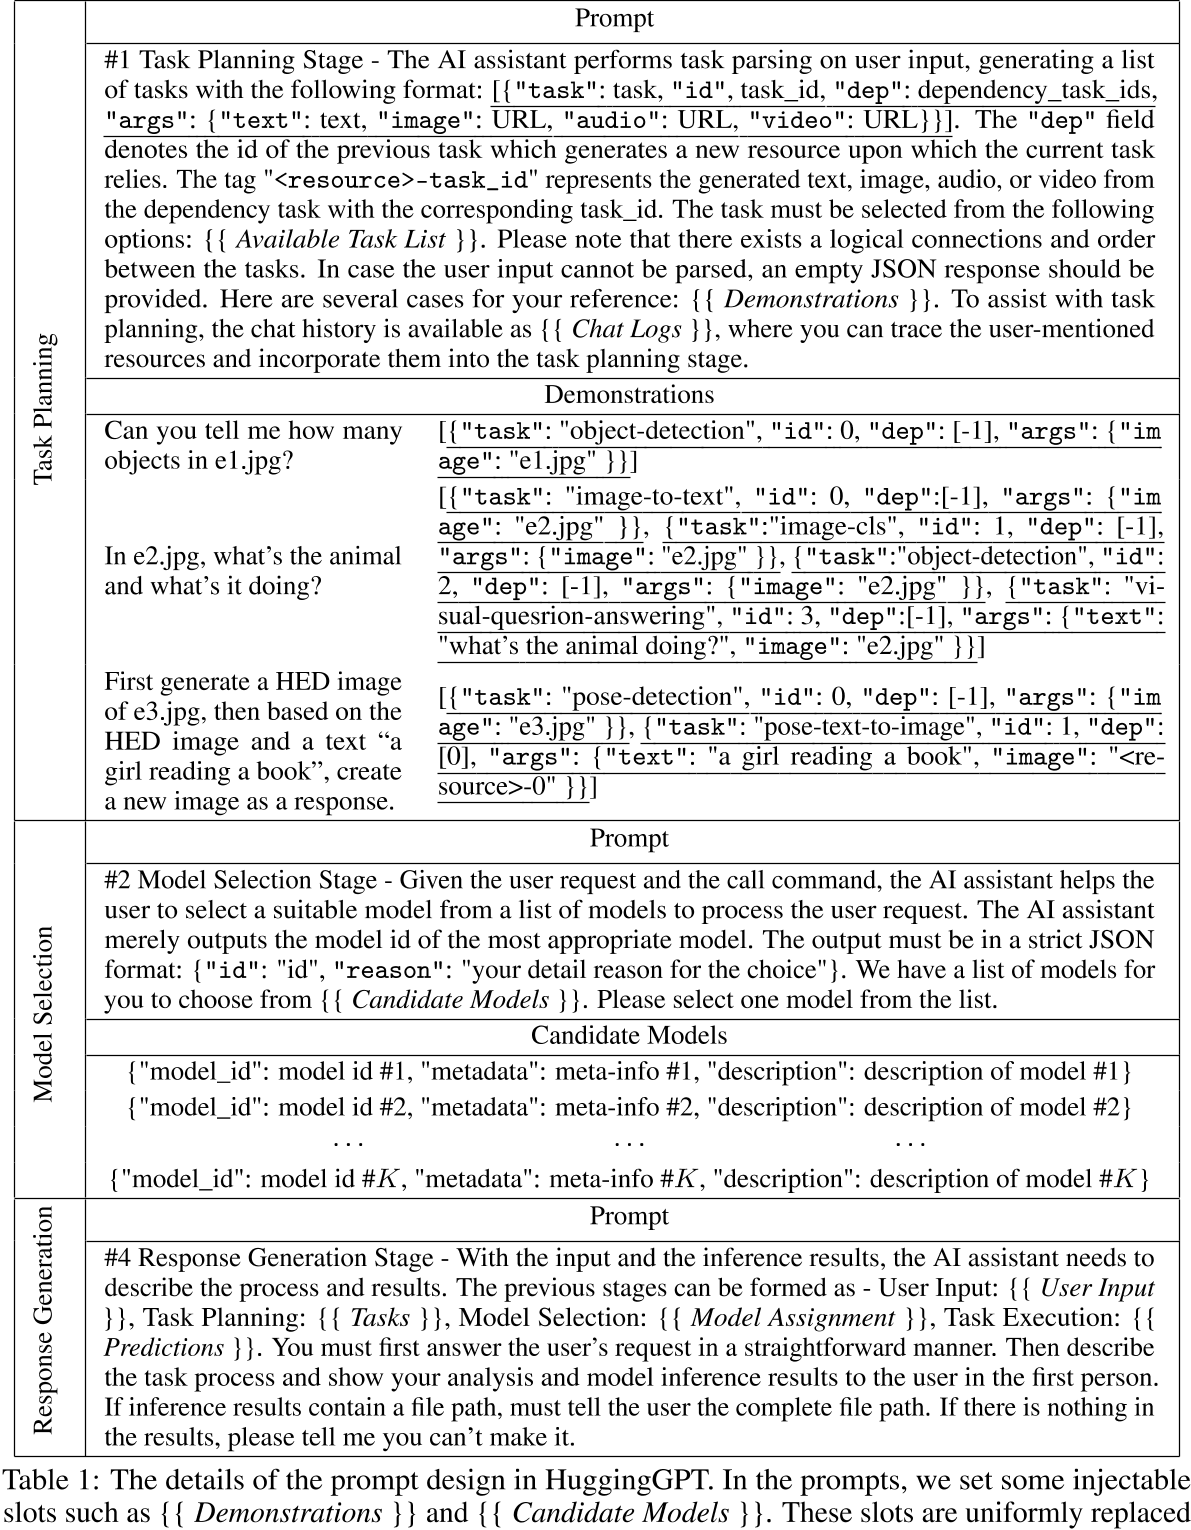 Task Planning
Prompt
#1 Task Planning Stage - The AI assistant performs task parsing on user input, generating a list
of tasks with the following format: [{"task": task, "id", task_id, "dep": dependency_task_ids,
"args": {"text": text, "image": URL, "audio": URL, "video": URL}}]. The "dep" field
denotes the id of the previous task which generates a new resource upon which the current task
relies. The tag "<resource>-task_id" represents the generated text, image, audio, or video from
the dependency task with the corresponding task_id. The task must be selected from the following
options: {{ Available Task List }}. Please note that there exists a logical connections and order
between the tasks. In case the user input cannot be parsed, an empty JSON response should be
provided. Here are several cases for your reference: {{ Demonstrations }}. To assist with task
planning, the chat history is available as {{ Chat Logs }}, where you can trace the user-mentioned
resources and incorporate them into the task planning stage.
Demonstrations
Can you tell me how many
objects in e1.jpg?
[{"task": "object-detection", "id": 0, "dep": [-1], "args": {"im
age": "e1.jpg" }}]
In e2.jpg, what's the animal
and what's it doing?
[{"task": "image-to-text", "id": 0, "dep":[-1], "args": {"im
age": "e2.jpg" }}, {"task":"image-cls", "id": 1, "dep": [-1],
"args": {"image": "e2.jpg" }}, {"task":"object-detection", "id":
2, "dep": [-1], "args": {"image": "e2.jpg" }}, {"task": "vi-
sual-quesrion-answering", "id": 3, "dep":[-1], "args": {"text":
"what's the animal doing?", "image": "e2.jpg" }}]
First generate a HED image
of e3.jpg, then based on the
HED image and a text “a
girl reading a book”, create
a new image as a response.
[{"task": "pose-detection", "id": 0, "dep": [-1], "args": {"im
age": "e3.jpg" }}, {"task": "pose-text-to-image", "id": 1, "dep":
[0], "args": {"text": "a girl reading a book", "image": "<re-
source>-0" }}]
Model Selection
Prompt
#2 Model Selection Stage - Given the user request and the call command, the AI assistant helps the
user to select a suitable model from a list of models to process the user request. The AI assistant
merely outputs the model id of the most appropriate model. The output must be in a strict JSON
format: {"id": "id", "reason": "your detail reason for the choice"}. We have a list of models for
you to choose from {{ Candidate Models }}. Please select one model from the list.
Candidate Models
{"model_id": model id #1, "metadata": meta-info #1, "description": description of model #1}
{"model_id": model id #2, "metadata": meta-info #2, "description": description of model #2}
· · · · · · · · ·
{"model_id": model id #K, "metadata": meta-info #K, "description": description of model #K}
Response Generation
Prompt
#4 Response Generation Stage - With the input and the inference results, the AI assistant needs to
describe the process and results. The previous stages can be formed as - User Input: {{ User Input
}}, Task Planning: {{ Tasks }}, Model Selection: {{ Model Assignment }}, Task Execution: {{
Predictions }}. You must first answer the user's request in a straightforward manner. Then describe
the task process and show your analysis and model inference results to the user in the first person.
If inference results contain a file path, must tell the user the complete file path. If there is nothing in
the results, please tell me you can't make it.
Table 1: The details of the prompt design in HuggingGPT. In the prompts, we set some injectable
slots such as {{ Demonstrations }} and {{ Candidate Models }}. These slots are uniformly replaced